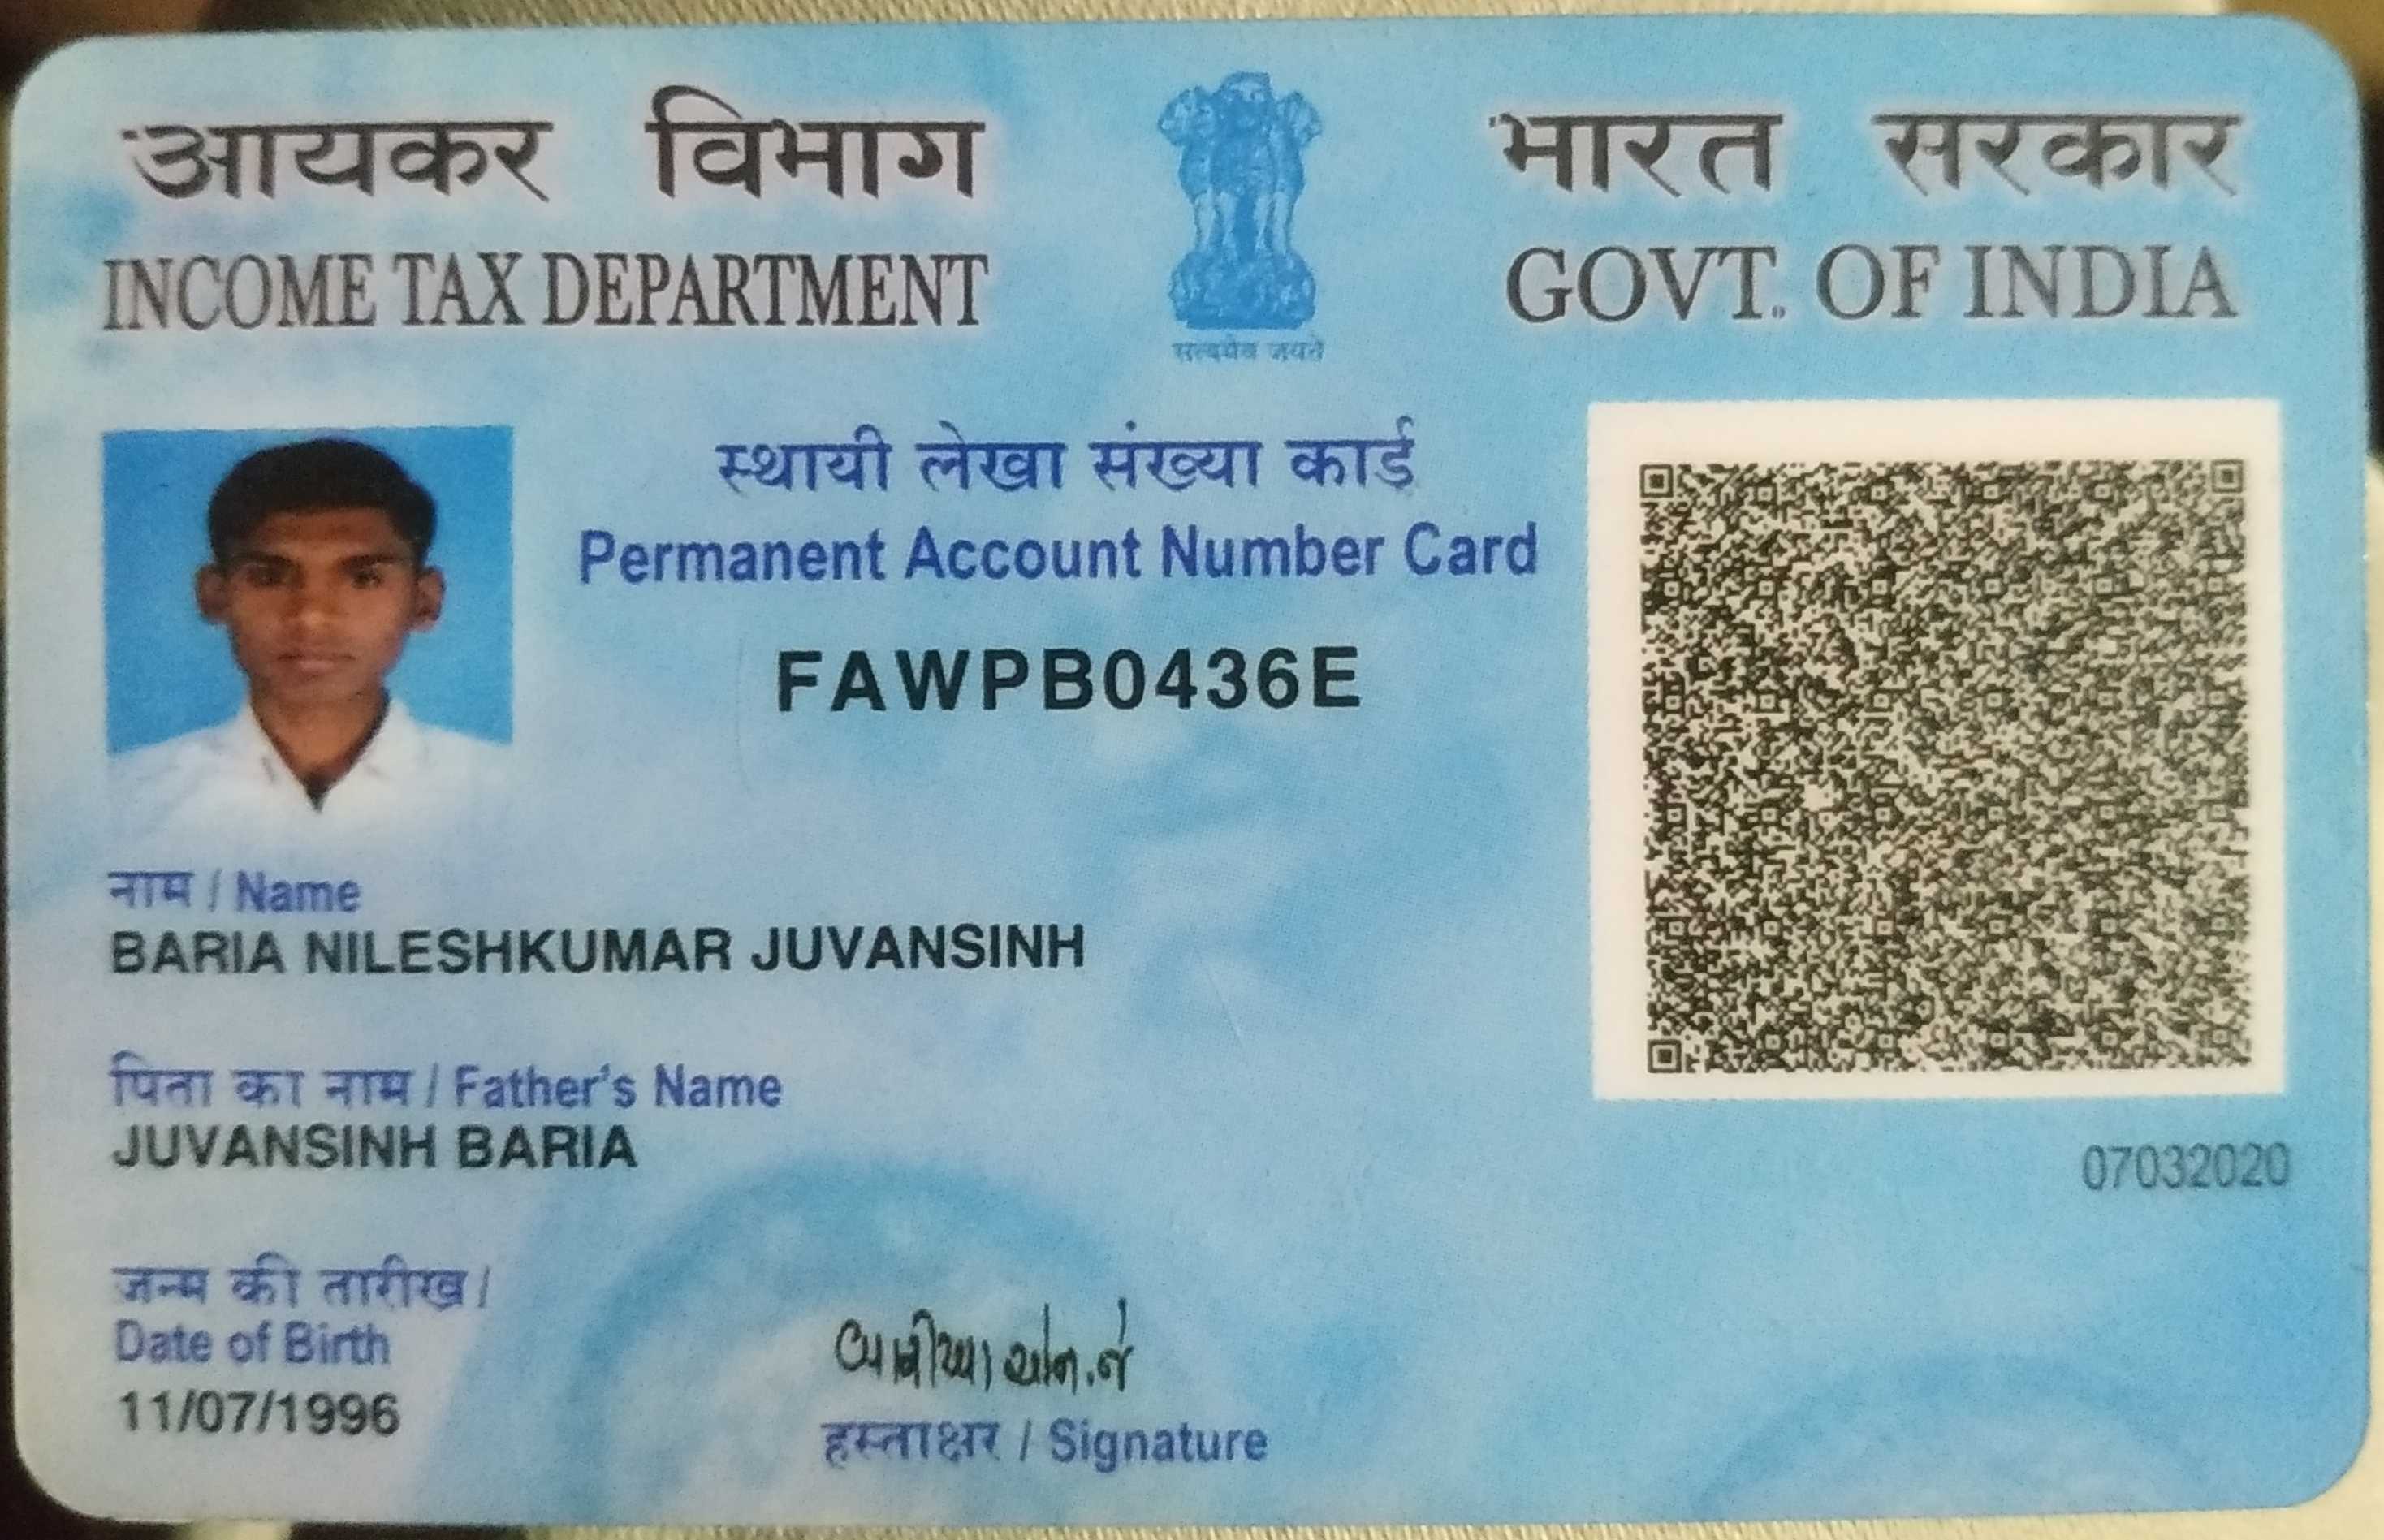 आयकर विभाग
INCOME TAX DEPARTMENT
सत्यमेव जयते
भारत सरकार
GOVT. OF INDIA
स्थायी लेखा संख्या कार्ड
Permanent Account Number Card
FAWPB0436E
नाम / Name
BARIA NILESHKUMAR JUVANSINH
पिता का नाम / Father's Name
JUVANSINH BARIA
07032020
जन्म की तारीख /
Date of Birth
11/07/1996
બારીયા એન.જે
हस्ताक्षर / Signature